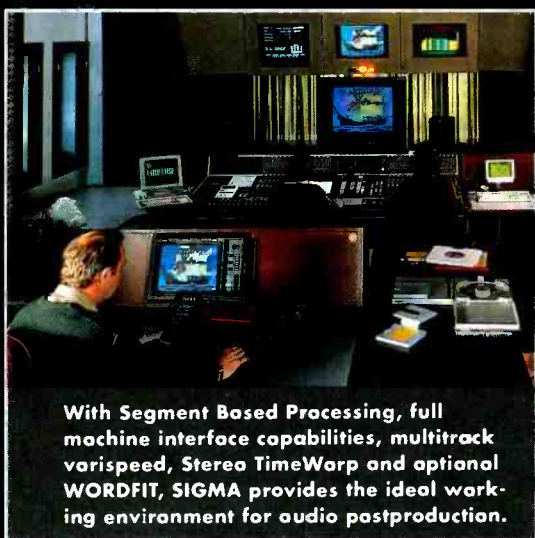 With Segment Based Processing, full
machine interface capabilities, multitrack
varispeed, Stereo TimeWarp and optional
WORDFIT, SIGMA provides the ideal work-
ing environment for audio postproduction.